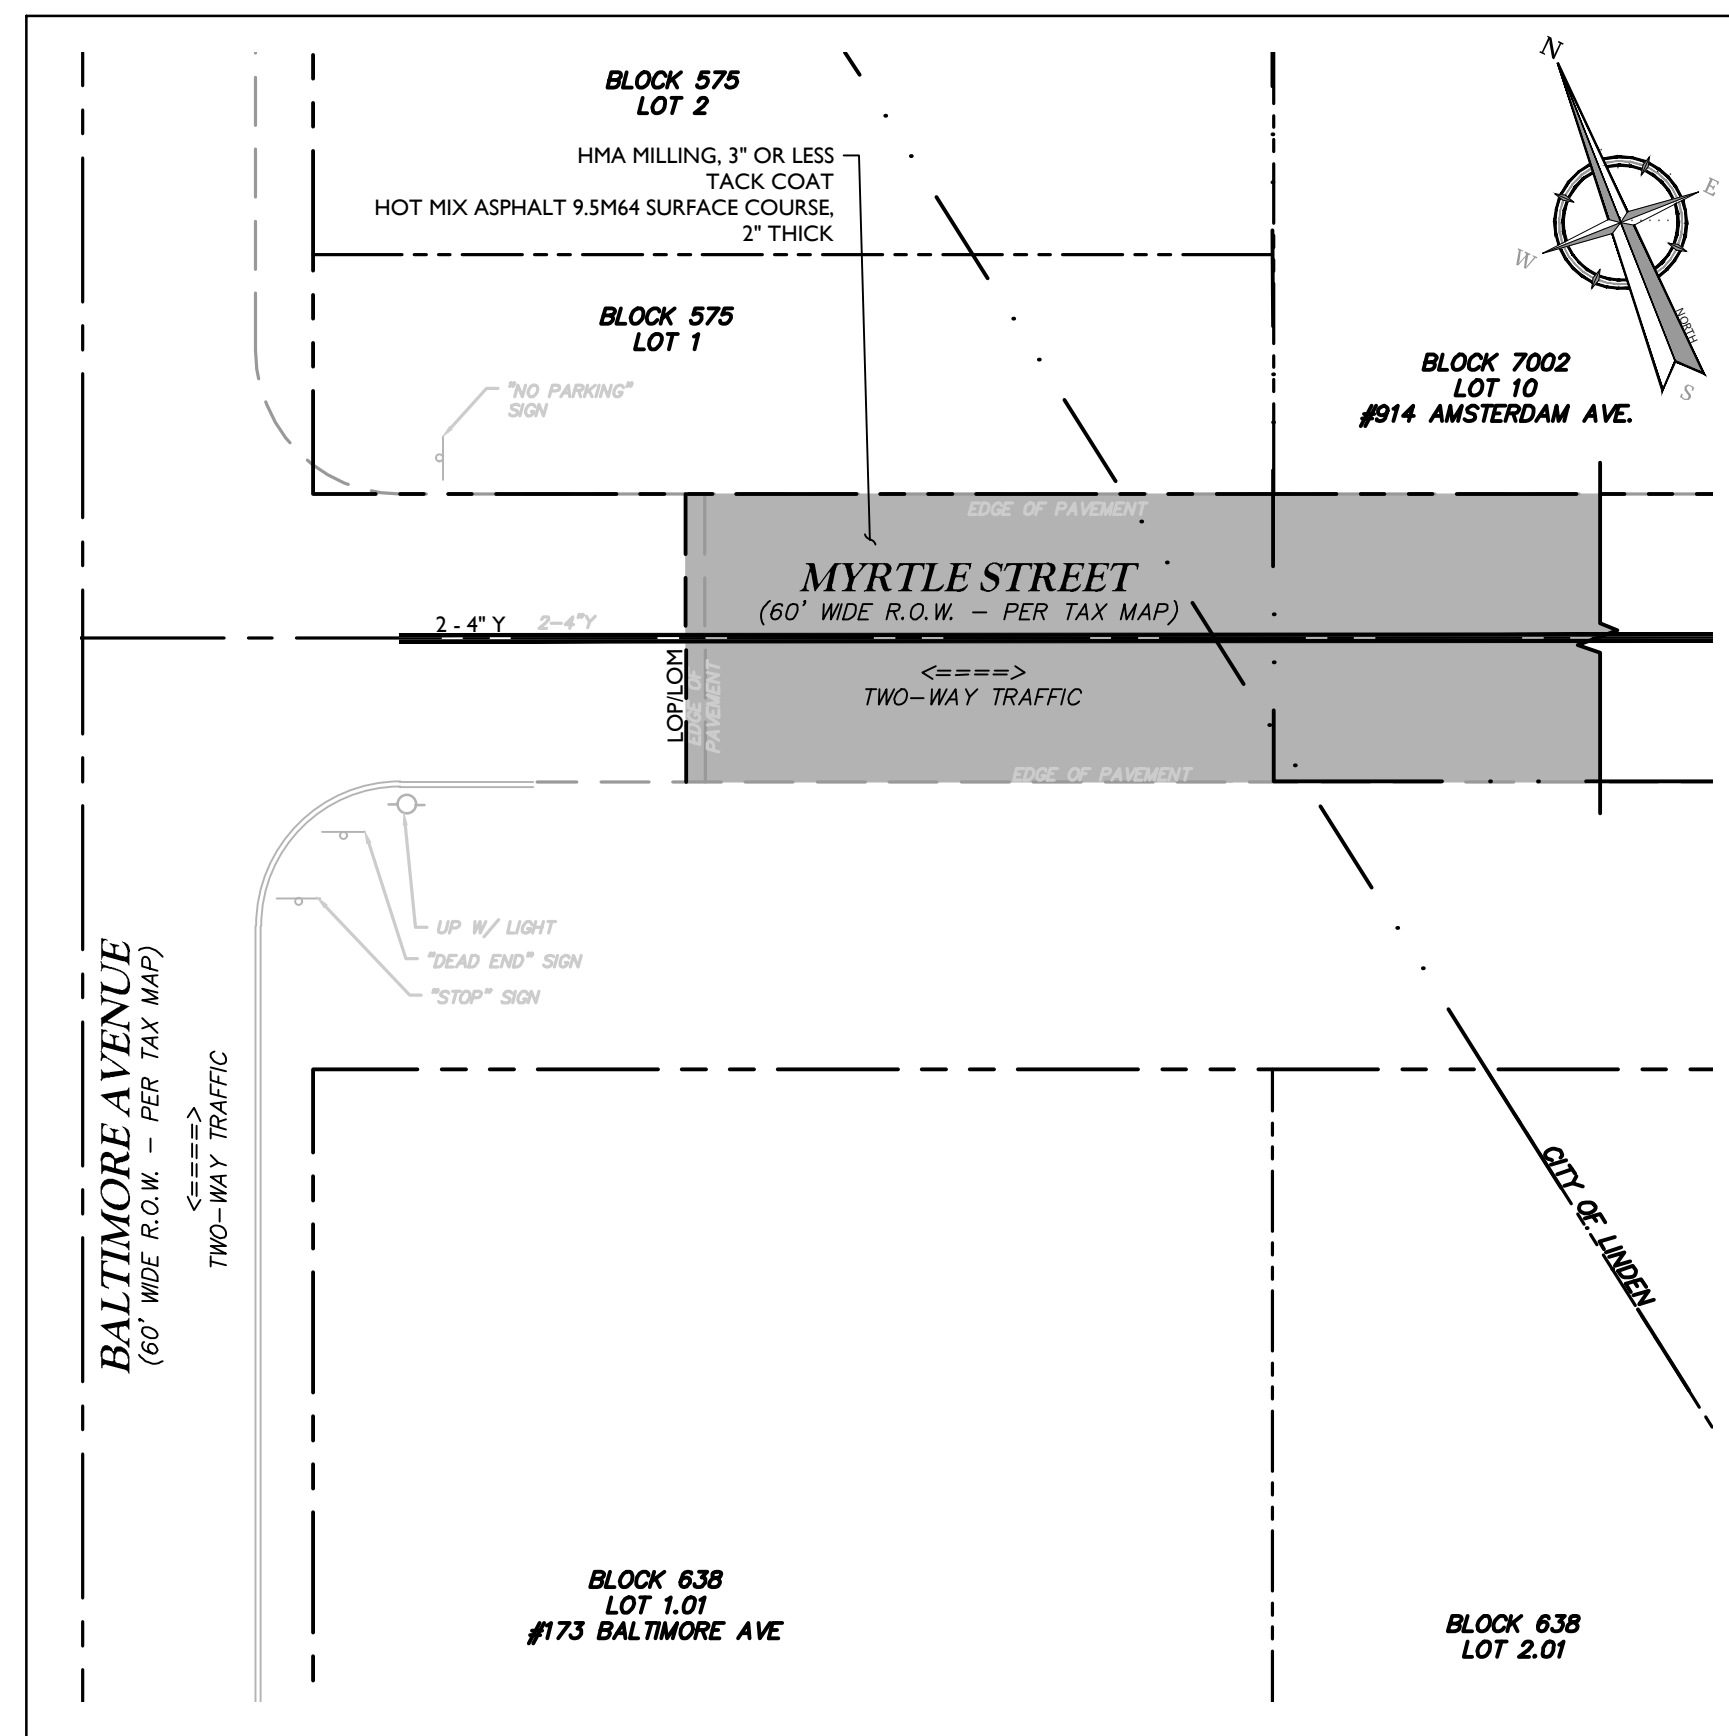 BLOCK 575
LOT 2
HMA MILLING, 3" OR LESS
TACK COAT
HOT MIX ASPHALT 9.5M64 SURFACE COURSE,
2" THICK
N
E
W
S
NORTH
BLOCK 575
LOT 1
BLOCK 7002
LOT 10
#914 AMSTERDAM AVE.
"NO PARKING"
SIGN
EDGE OF PAVEMENT
MYRTLE STREET
(60' WIDE R.O.W. - PER TAX MAP)
2 - 4" Y
2-4"Y
<====>
TWO-WAY TRAFFIC
LOP/LOM
EDGE OF
PAVEMENT
EDGE OF PAVEMENT
UP W/ LIGHT
"DEAD END" SIGN
"STOP" SIGN
BALTIMORE AVENUE
(60' WIDE R.O.W. - PER TAX MAP)
<====>
TWO-WAY TRAFFIC
CITY OF LINDEN
BLOCK 638
LOT 1.01
#173 BALTIMORE AVE
BLOCK 638
LOT 2.01